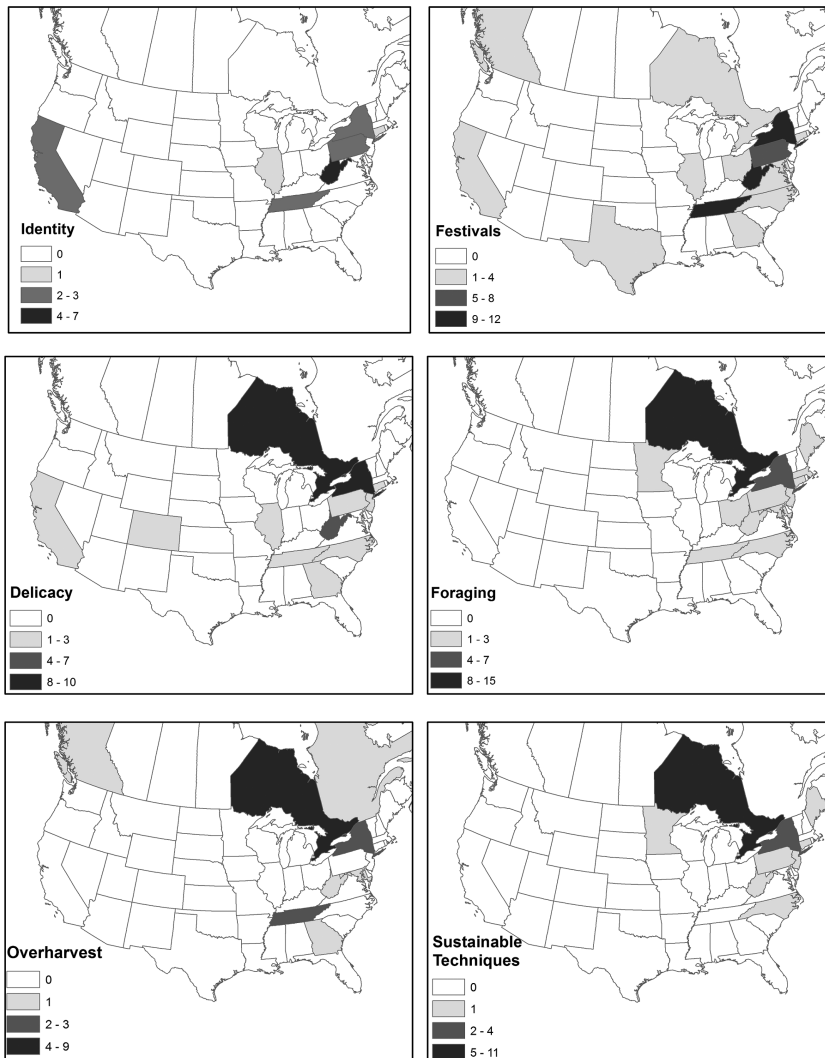 Identity
0
1
2 - 3
4 - 7
Festivals
0
1 - 4
5 - 8
9 - 12
Delicacy
0
1 - 3
4 - 7
8 - 10
Foraging
0
1 - 3
4 - 7
8 - 15
Overharvest
0
1
2 - 3
4 - 9
Sustainable
Techniques
0
1
2 - 4
5 - 11